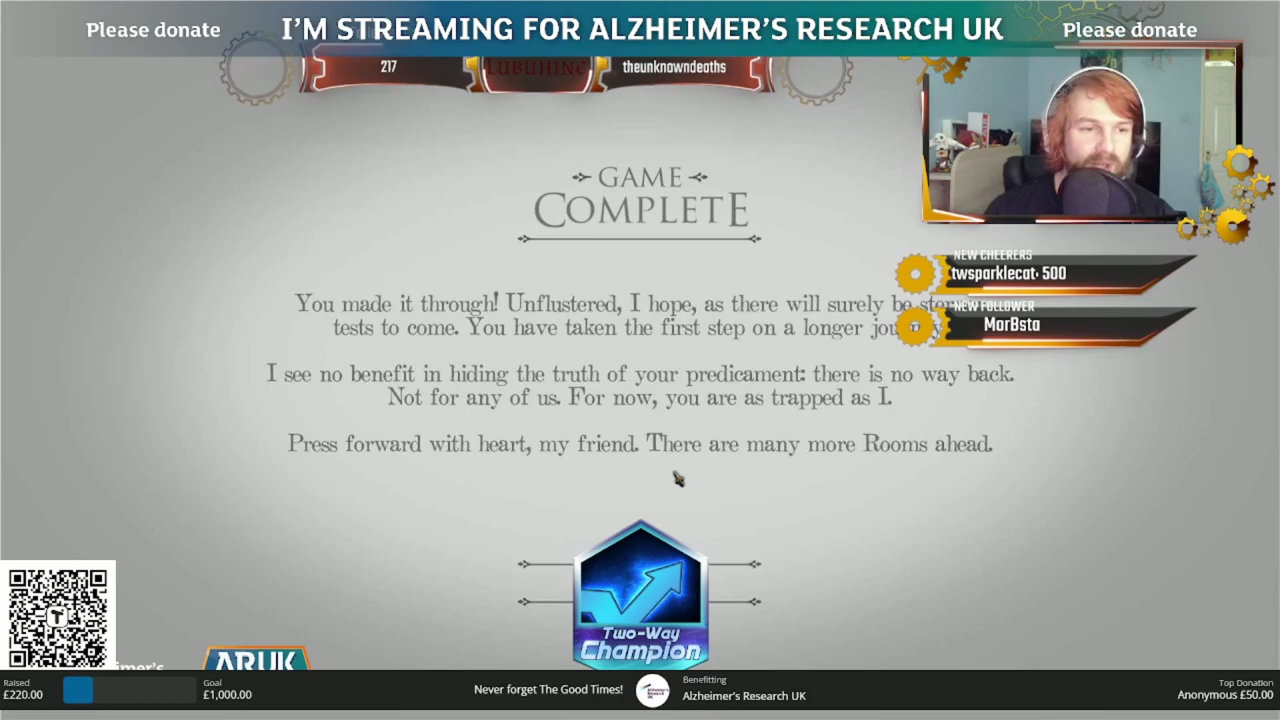 Please donate
I'M STREAMING FOR ALZHEIMER'S RESEARCH UK
Please donate
217
theunknowndeaths
GAME
COMPLETE
NEW CHEERERS
twsparklecat: 500
NEW FOLLOWER
MarBsta
You made it through! Unflustered, I hope, as there will surely be
tests to come. You have taken the first step on a longer
I see no benefit in hiding the truth of your predicament: there is no way back.
Not for any of us. For now, you are as trapped as I.
Press forward with heart, my friend. There are many more Rooms ahead.
Two-Way
Champion
ARUK
Raised
£220.00
Goal
£1,000.00
Never forget The Good Times!
Alzheimer's Research UK
Benefitting
Alzheimer's Research UK
Top Donation
Anonymous £50.00